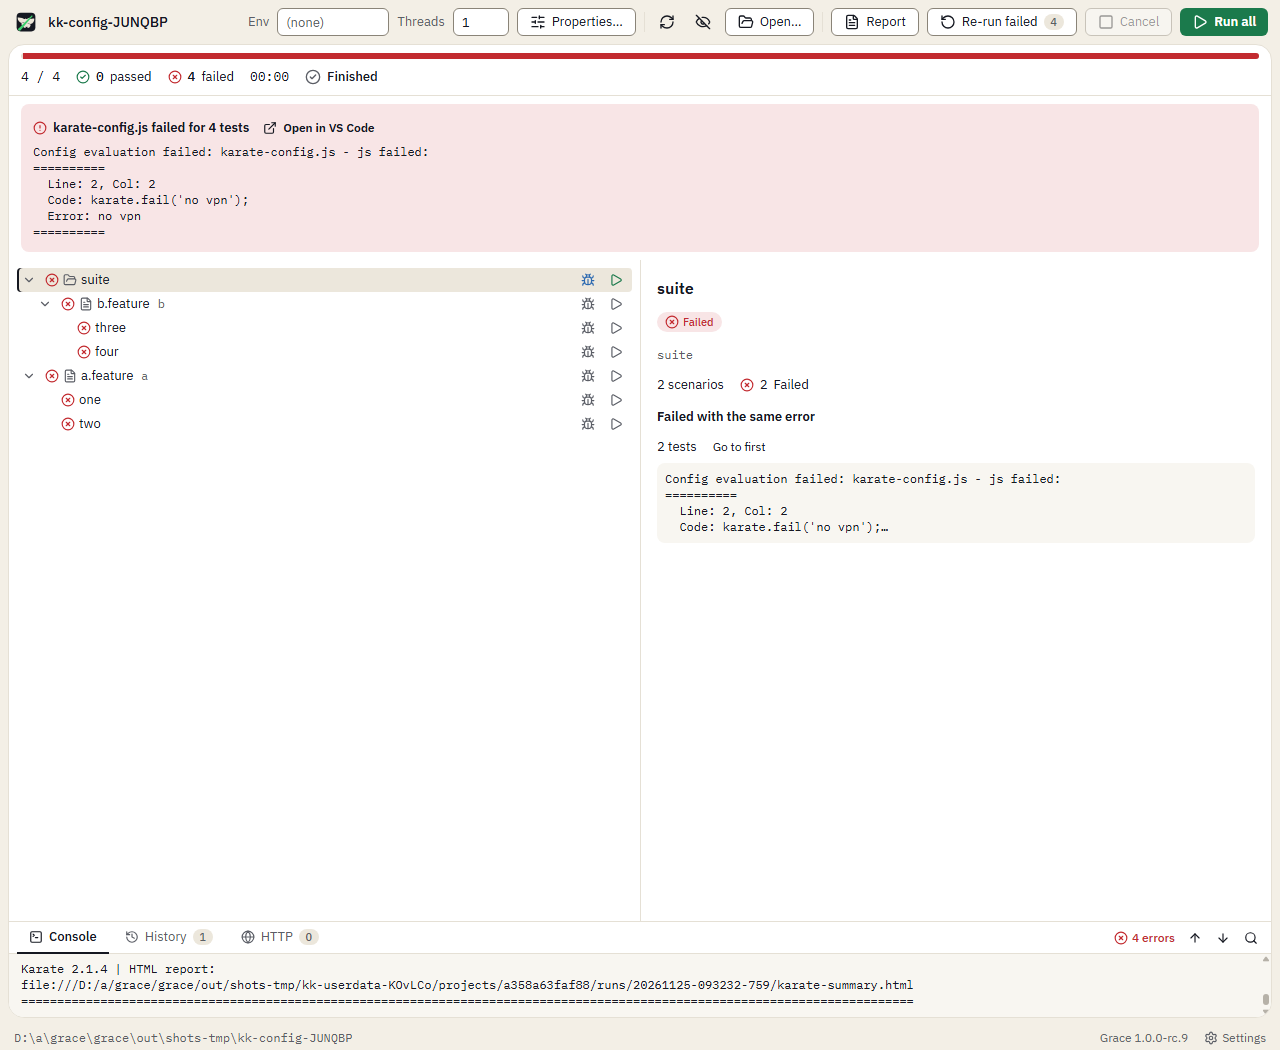 kk-config-JUNQBP Env (none) Threads 1 Properties... Open... Report Re-run failed 4 Cancel Run all
4 / 4 0 passed 4 failed 00:00 Finished
karate-config.js failed for 4 tests Open in VS Code
Config evaluation failed: karate-config.js - js failed:
==========
Line: 2, Col: 2
Code: karate.fail('no vpn');
Error: no vpn
==========
suite
b.feature b
three
four
a.feature a
one
two
suite
Failed
suite
2 scenarios 2 Failed
Failed with the same error
2 tests Go to first
Config evaluation failed: karate-config.js - js failed:
==========
Line: 2, Col: 2
Code: karate.fail('no vpn');…
Console History 1 HTTP 0 4 errors
Karate 2.1.4 | HTML report:
file:///D:/a/grace/grace/out/shots-tmp/kk-userdata-KOvLCo/projects/a358a63faf88/runs/20261125-093232-759/karate-summary.html
============================================================================================================================
D:\a\grace\grace\out\shots-tmp\kk-config-JUNQBP Grace 1.0.0-rc.9 Settings